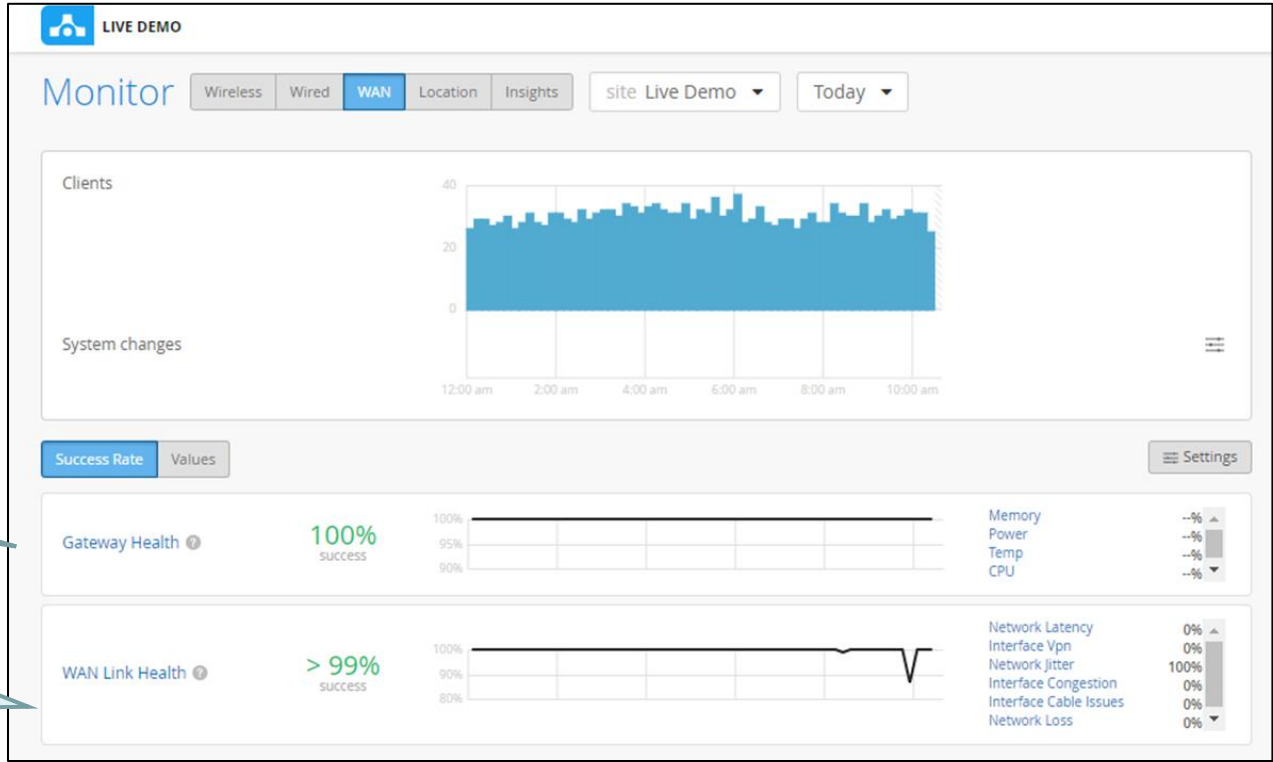 LIVE DEMO
Monitor Wireless Wired WAN Location Insights site Live Demo Today
Clients
40
20
0
System changes
12:00 am 2:00 am 4:00 am 6:00 am 8:00 am 10:00 am
Success Rate Values Settings
Gateway Health 100% success
100%
95%
90%
Memory --%
Power --%
Temp --%
CPU --%
WAN Link Health > 99% success
100%
90%
80%
Network Latency 0%
Interface Vpn 0%
Network Jitter 100%
Interface Congestion 0%
Interface Cable Issues 0%
Network Loss 0%